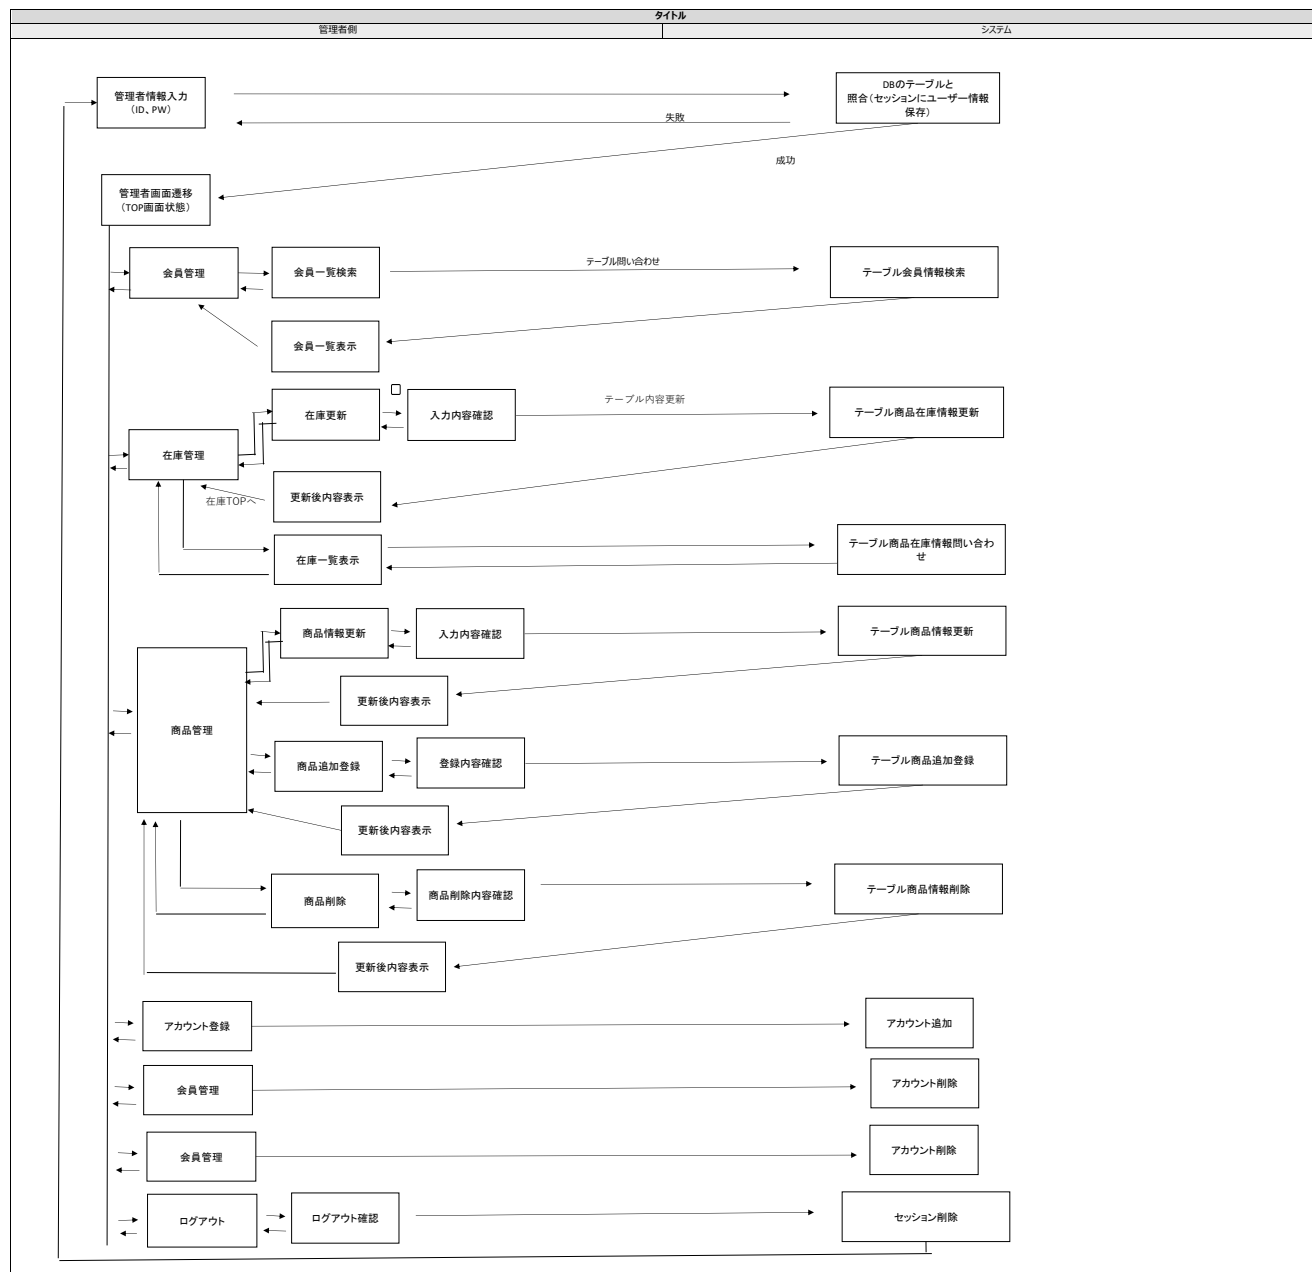 タイトル
管理者側
システム
管理者情報入力
（ID、PW）
DBのテーブルと
照合（セッションにユーザー情報
保存）
失敗
成功
管理者画面遷移
（TOP画面状態）
会員管理
会員一覧検索
テーブル問い合わせ
テーブル会員情報検索
会員一覧表示
在庫更新
入力内容確認
テーブル内容更新
テーブル商品在庫情報更新
在庫管理
更新後内容表示
在庫TOPへ
在庫一覧表示
テーブル商品在庫情報問い合わ
せ
商品情報更新
入力内容確認
テーブル商品情報更新
更新後内容表示
商品管理
商品追加登録
登録内容確認
テーブル商品追加登録
更新後内容表示
商品削除
商品削除内容確認
テーブル商品情報削除
更新後内容表示
アカウント登録
アカウント追加
会員管理
アカウント削除
会員管理
アカウント削除
ログアウト
ログアウト確認
セッション削除